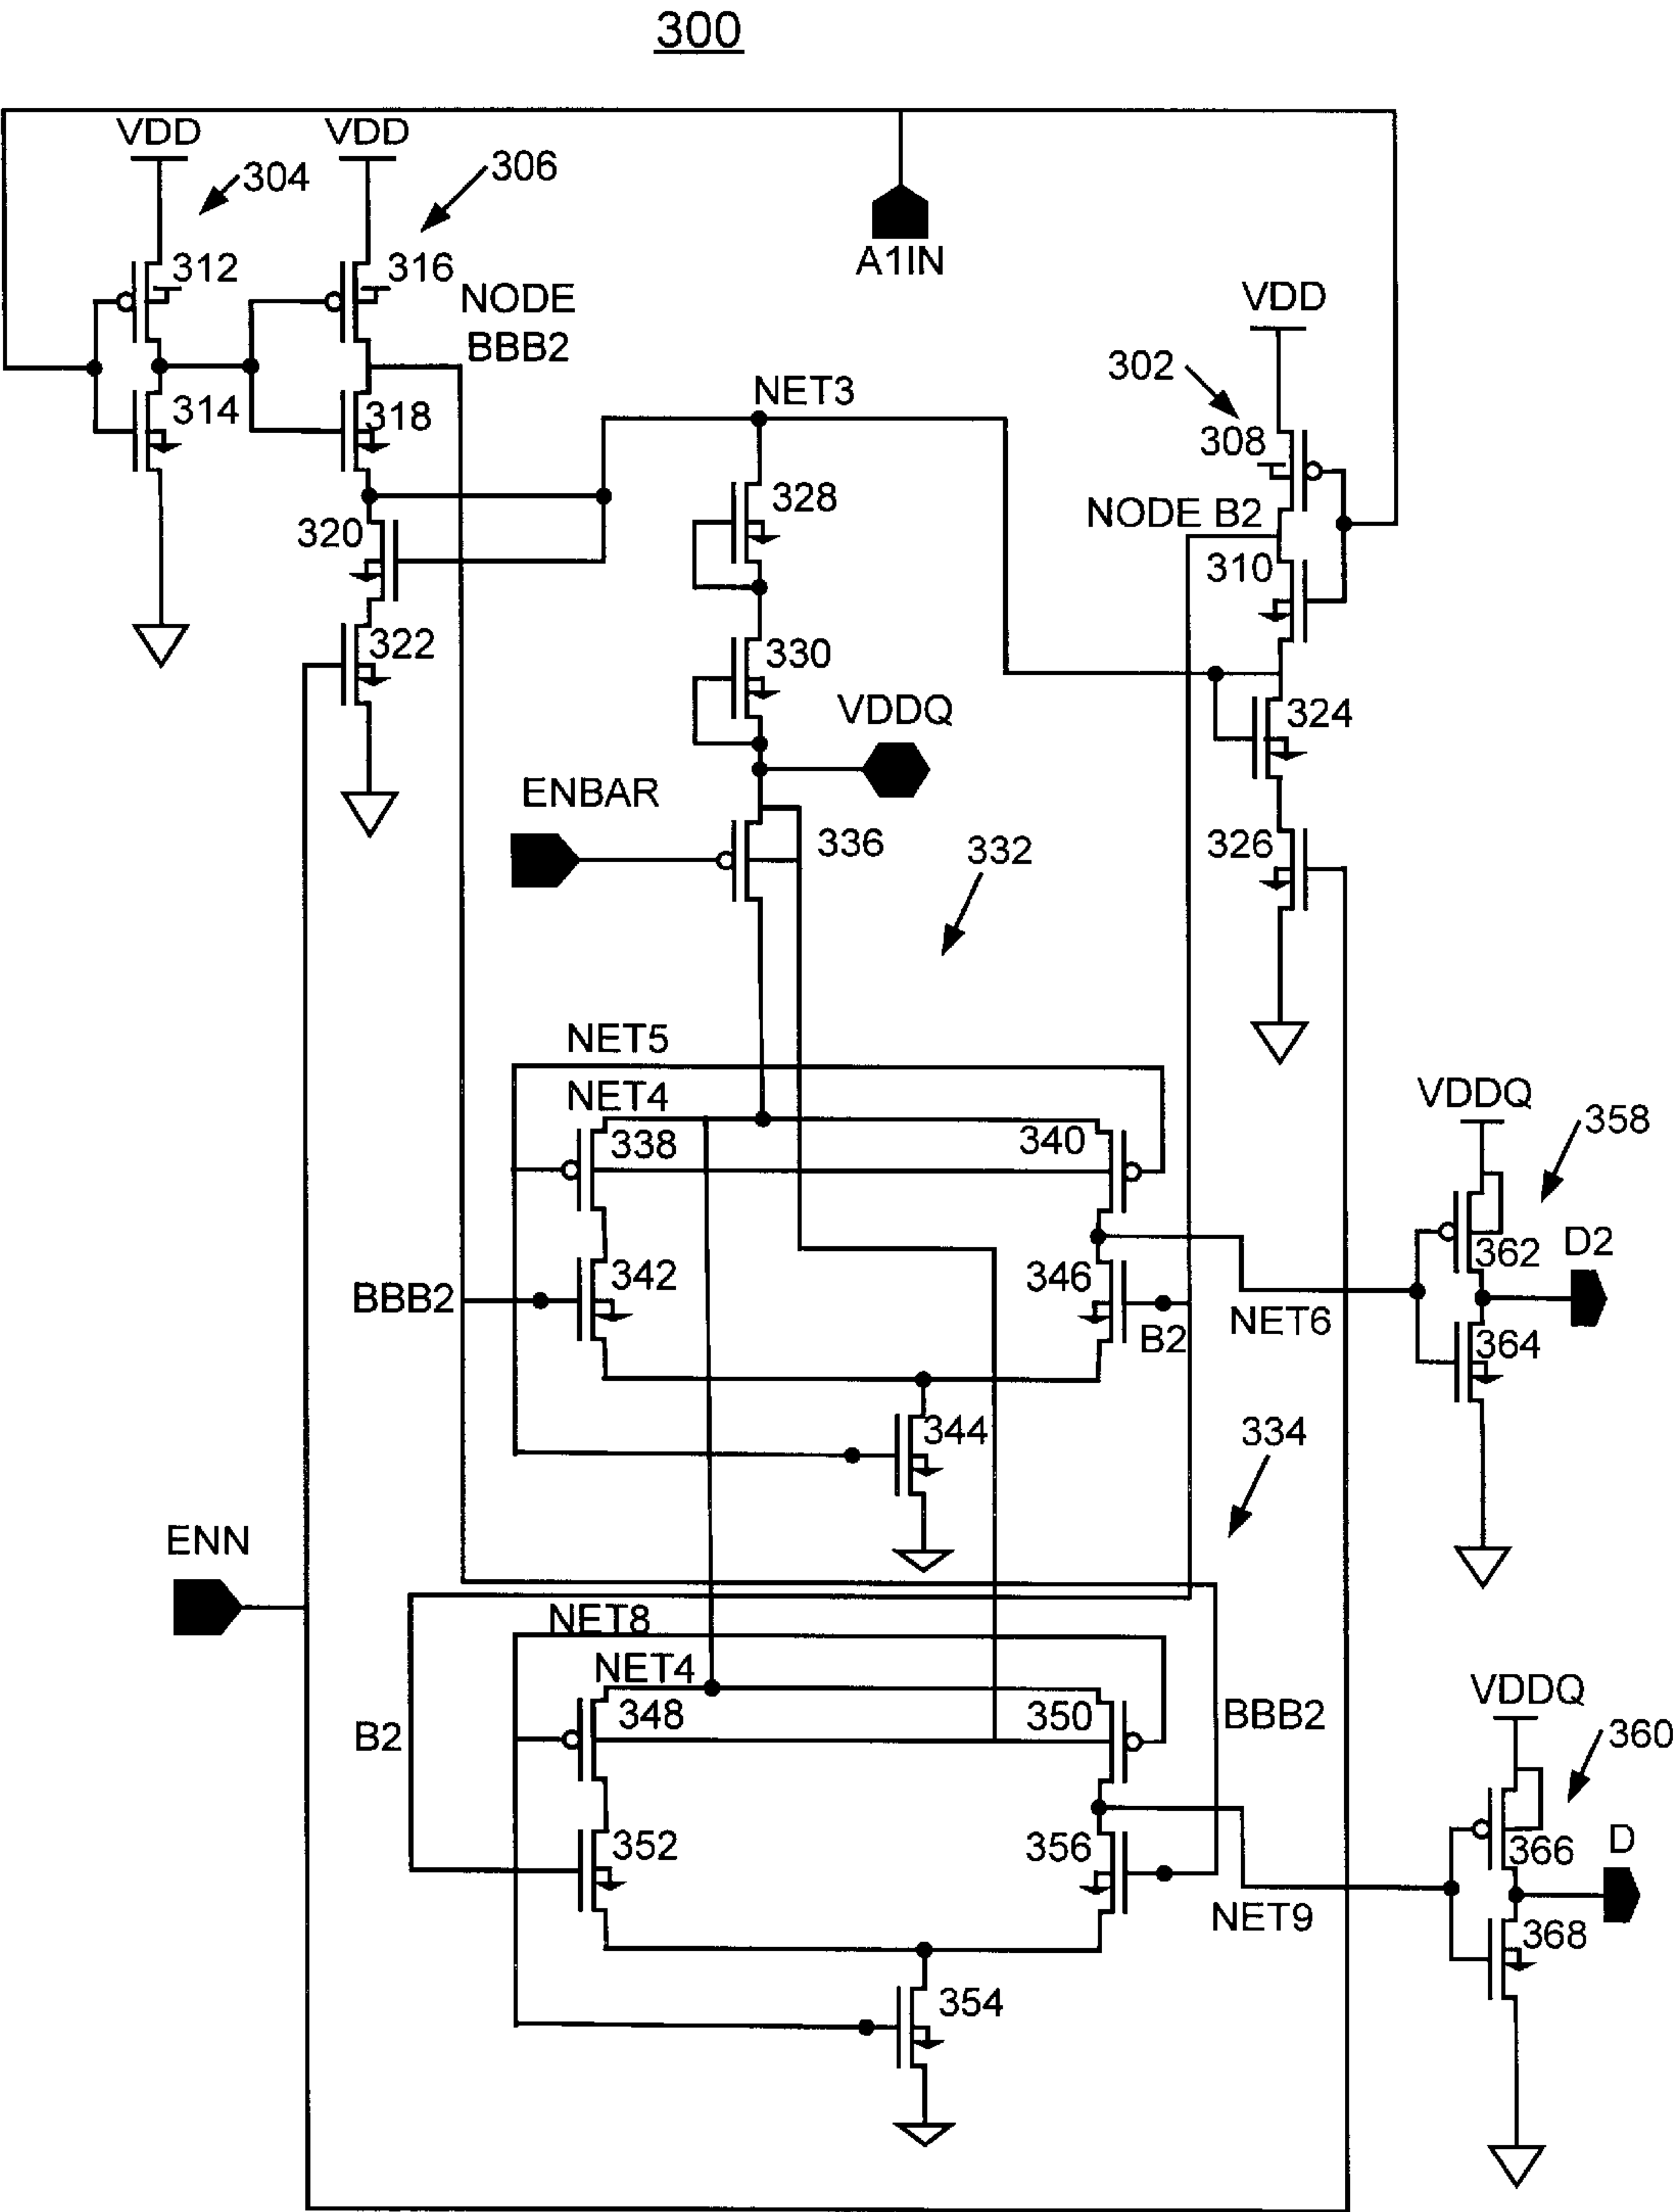 300
VDD
VDD
304
306
A1IN
312
316
NODE
BBB2
VDD
302
314
318
NET3
308
328
NODE B2
320
310
322
330
VDDQ
324
ENBAR
336
332
326
NET5
NET4
338
340
VDDQ
358
362
D2
342
346
BBB2
B2
NET6
364
344
334
ENN
NET8
NET4
348
350
BBB2
VDDQ
360
B2
352
356
366
D
NET9
368
354